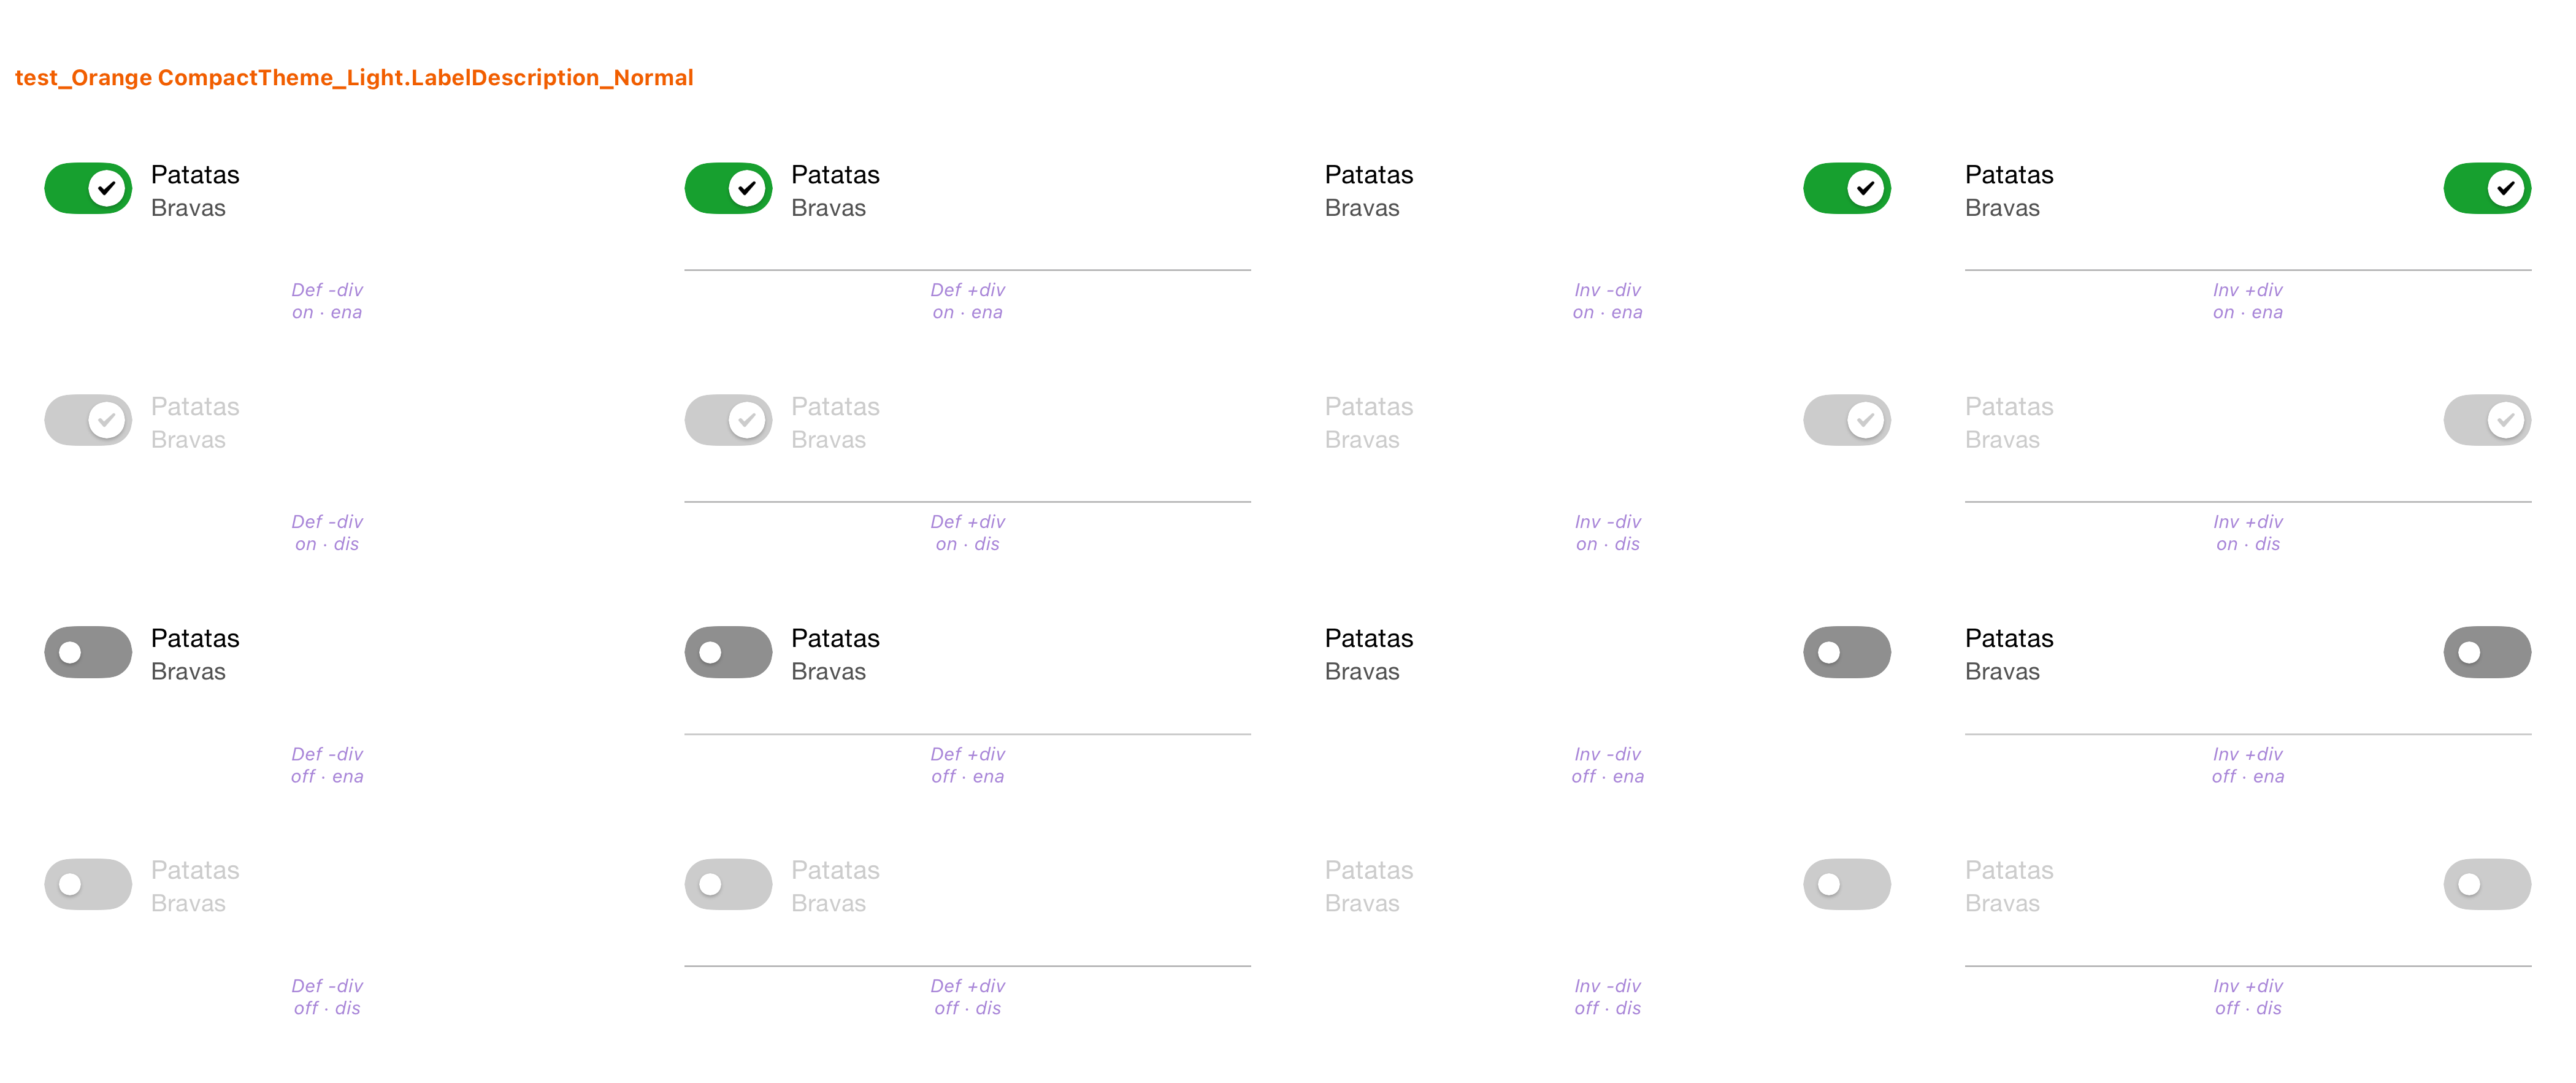 test_Orange CompactTheme_Light.LabelDescription_Normal
Patatas
Bravas
Def -div
on · ena
Patatas
Bravas
Def +div
on · ena
Patatas
Bravas
Inv -div
on · ena
Patatas
Bravas
Inv +div
on · ena
Patatas
Bravas
Def -div
on · dis
Patatas
Bravas
Def +div
on · dis
Patatas
Bravas
Inv -div
on · dis
Patatas
Bravas
Inv +div
on · dis
Patatas
Bravas
Def -div
off · ena
Patatas
Bravas
Def +div
off · ena
Patatas
Bravas
Inv -div
off · ena
Patatas
Bravas
Inv +div
off · ena
Patatas
Bravas
Def -div
off · dis
Patatas
Bravas
Def +div
off · dis
Patatas
Bravas
Inv -div
off · dis
Patatas
Bravas
Inv +div
off · dis